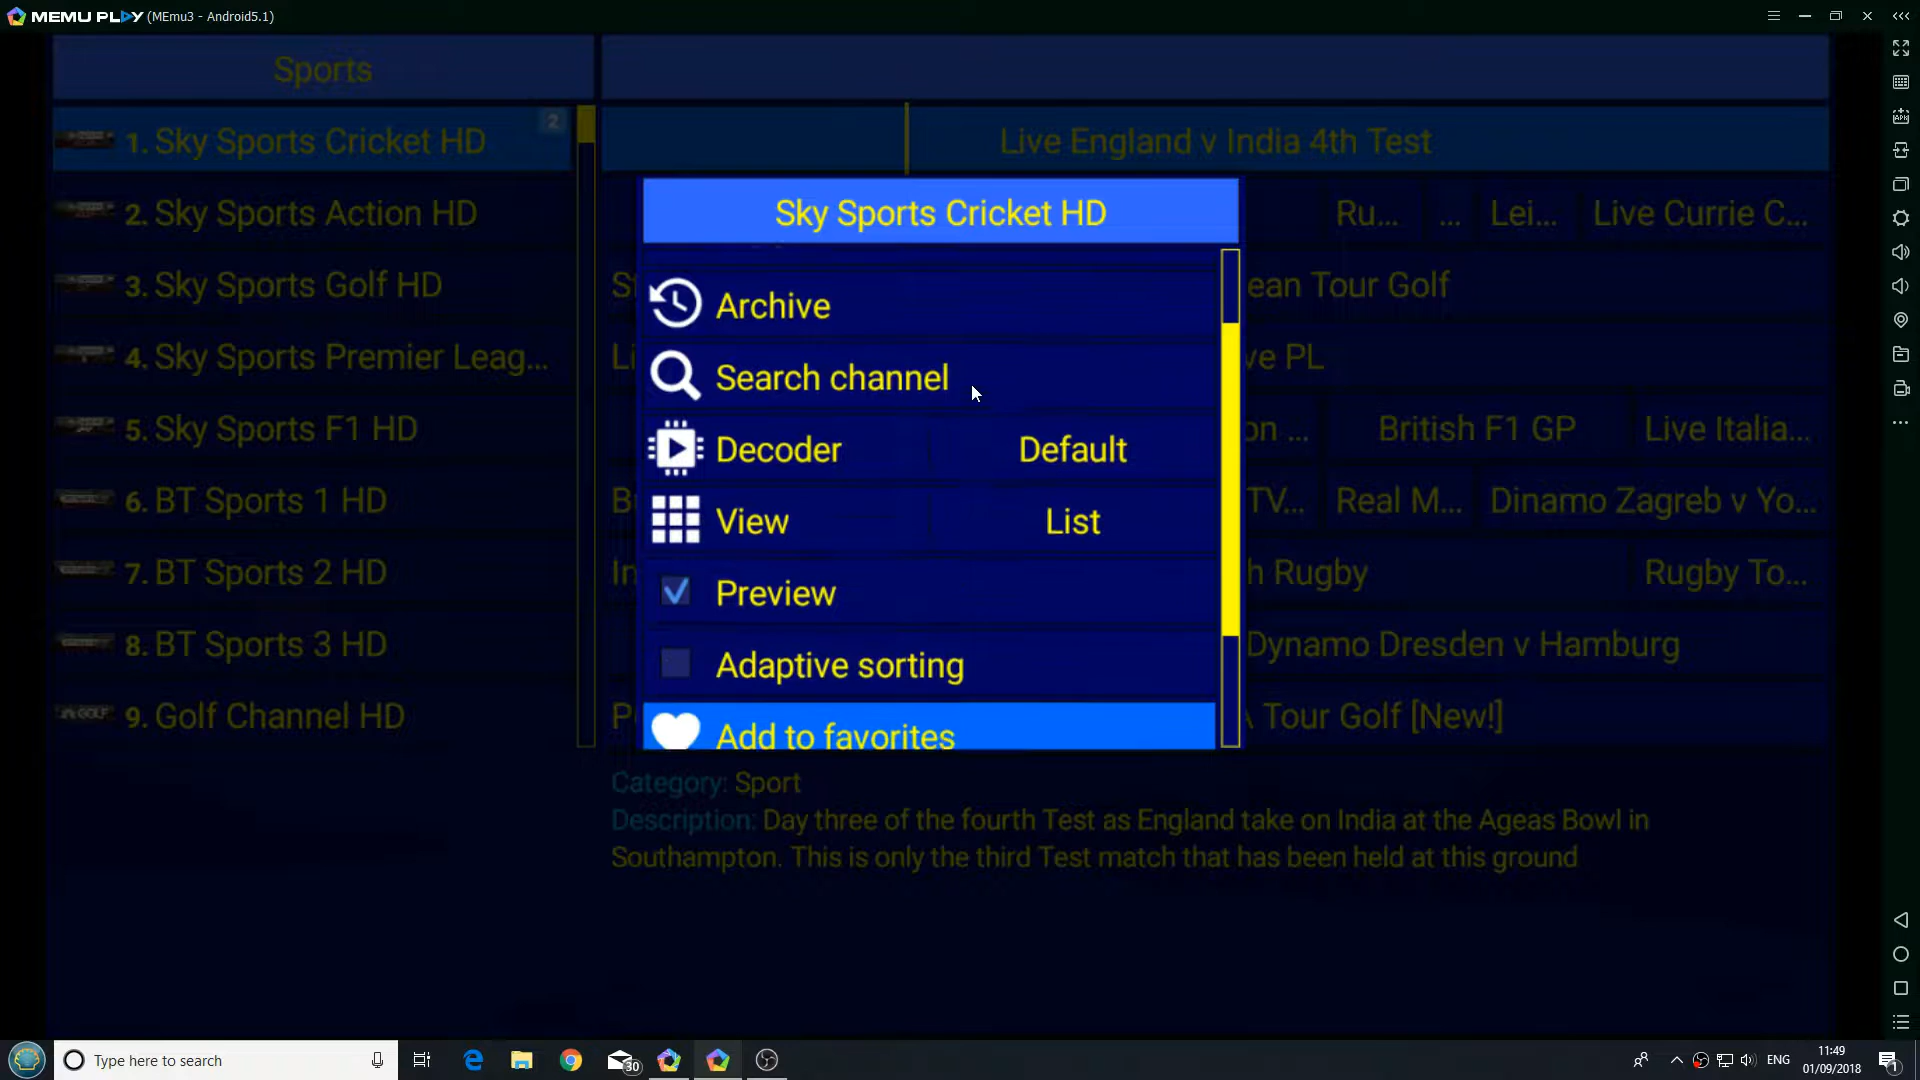 MEMU PLAY (MEmu3 - Android5.1)
Sports
1. Sky Sports Cricket HD 2
Live England v India 4th Test
2. Sky Sports Action HD
Ru... ... Lei... Live Currie C...
3. Sky Sports Golf HD
ean Tour Golf
4. Sky Sports Premier Leag...
ve PL
5. Sky Sports F1 HD
on ... British F1 GP Live Italia...
6. BT Sports 1 HD
TV... Real M... Dinamo Zagreb v Yo...
7. BT Sports 2 HD
h Rugby Rugby To...
8. BT Sports 3 HD
Dynamo Dresden v Hamburg
9. Golf Channel HD
Tour Golf [New!]
Sky Sports Cricket HD
Archive
Search channel
Decoder Default
View List
Preview
Adaptive sorting
Add to favorites
Category: Sport
Description: Day three of the fourth Test as England take on India at the Ageas Bowl in
Southampton. This is only the third Test match that has been held at this ground
Type here to search
30
ENG
11:49
01/09/2018
1